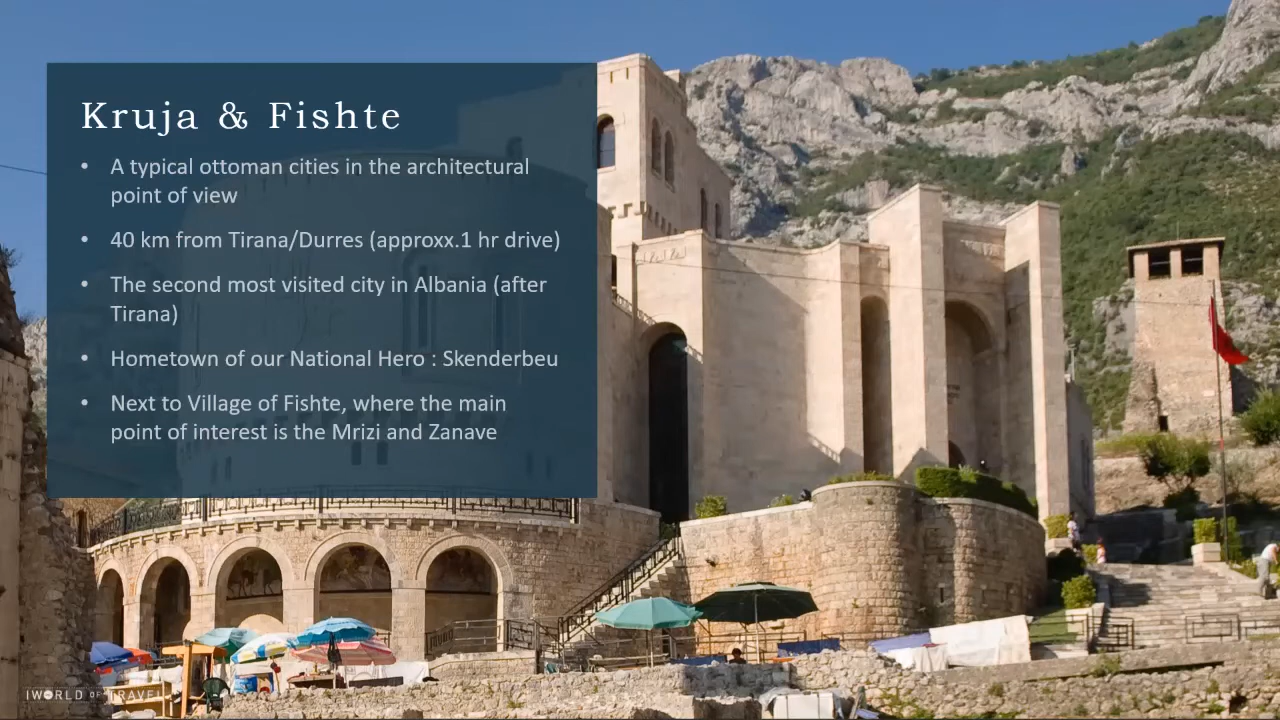 Kruja & Fishte
• A typical ottoman cities in the architectural
point of view
• 40 km from Tirana/Durres (approxx.1 hr drive)
• The second most visited city in Albania (after
Tirana)
• Hometown of our National Hero : Skenderbeu
• Next to Village of Fishte, where the main
point of interest is the Mrizi and Zanave
IWORLD OF TRAVEL